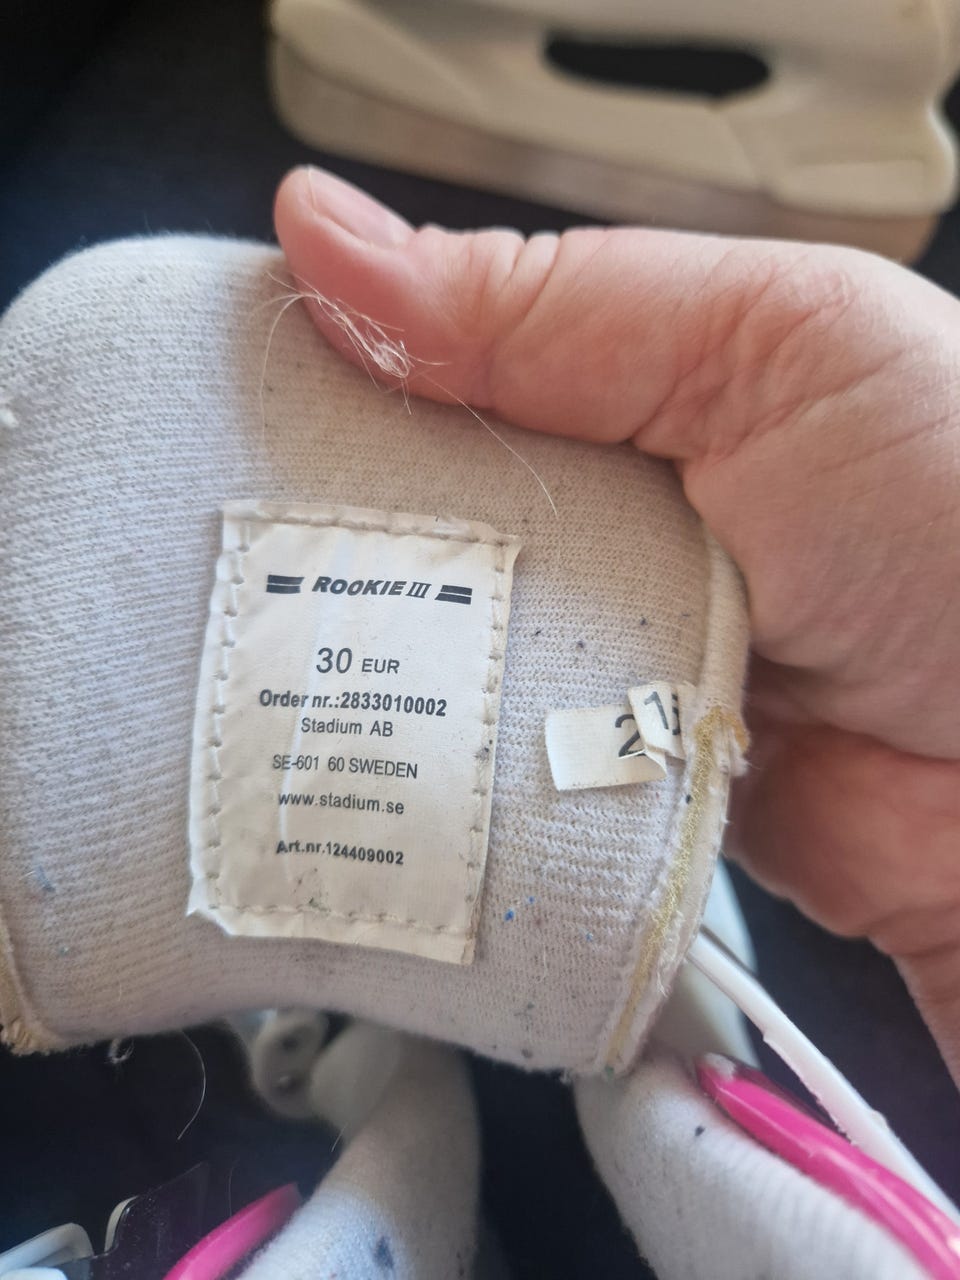 ROOKIE III
30 EUR
Order nr.:2833010002
Stadium AB
SE-601 60 SWEDEN
www.stadium.se
Art.nr.124409002
2